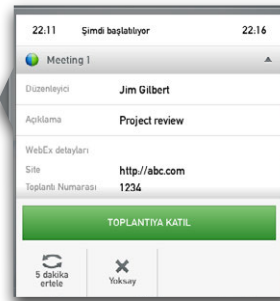 22:11 Şimdi başlatılıyor 22:16
Meeting 1
Düzenleyici Jim Gilbert
Açıklama Project review
WebEx detayları
Site http://abc.com
Toplantı Numarası 1234
TOPLANTIYA KATIL
5 dakika
ertele
Yoksay